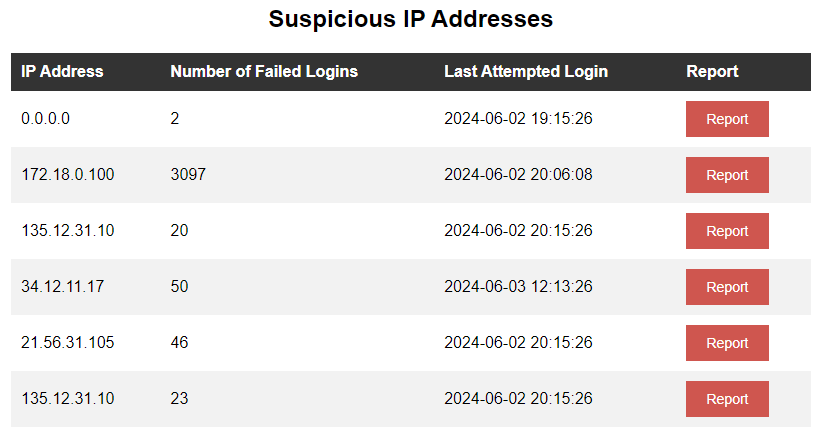 Suspicious IP Addresses
IP Address Number of Failed Logins Last Attempted Login Report
0.0.0.0 2 2024-06-02 19:15:26 Report
172.18.0.100 3097 2024-06-02 20:06:08 Report
135.12.31.10 20 2024-06-02 20:15:26 Report
34.12.11.17 50 2024-06-03 12:13:26 Report
21.56.31.105 46 2024-06-02 20:15:26 Report
135.12.31.10 23 2024-06-02 20:15:26 Report